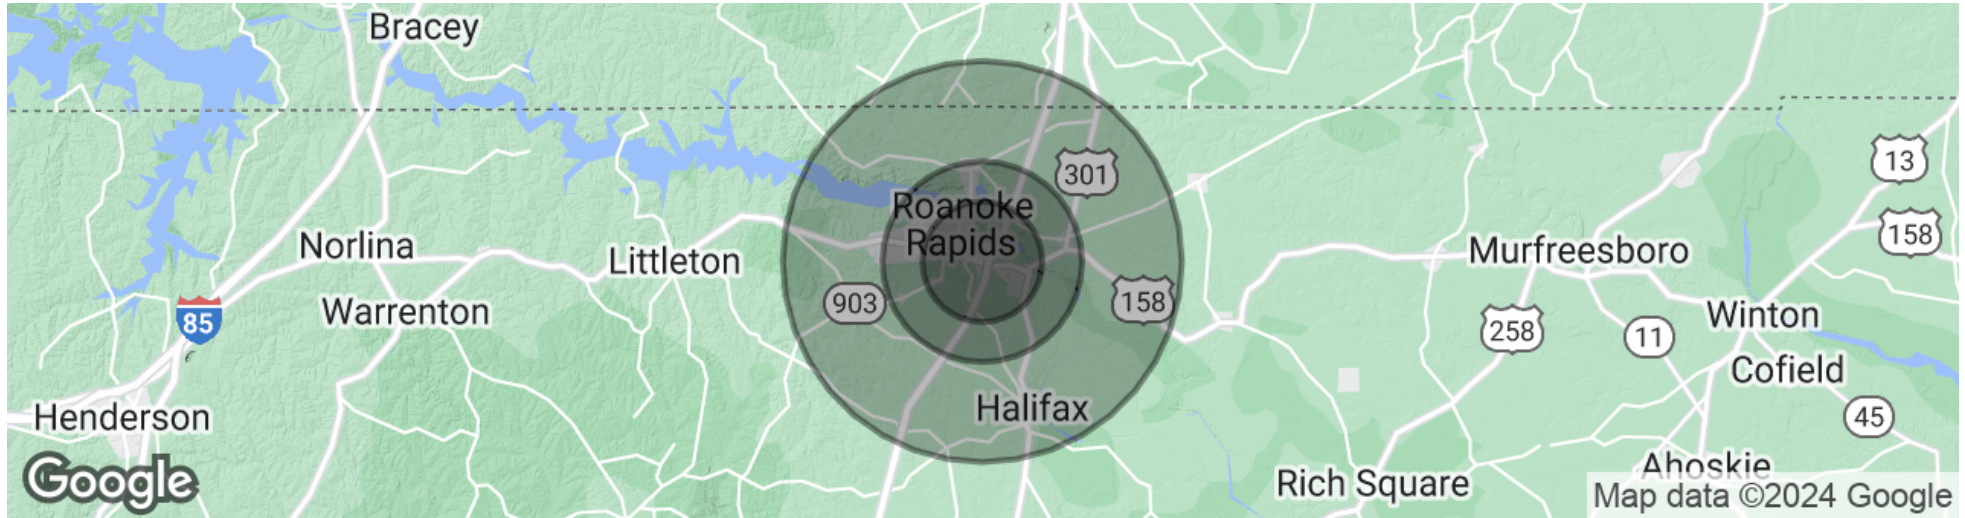 Bracey
13
301
Roanoke
Rapids
158
Norlina
Murfreesboro
Littleton
903
158
Warrenton
85
Winton
258
11
Cofield
Halifax
Henderson
45
Ahoskie
Rich Square
Google
Map data ©2024 Google